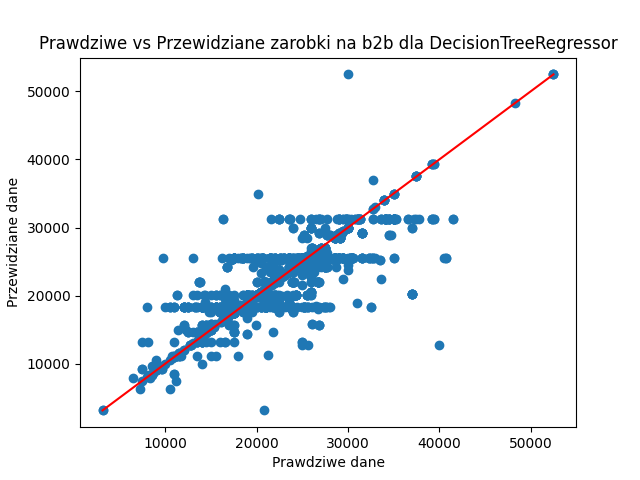 Prawdziwe vs Przewidziane zarobki na b2b dla DecisionTreeRegressor
50000
40000
30000
20000
10000
Przewidziane dane
10000 20000 30000 40000 50000
Prawdziwe dane